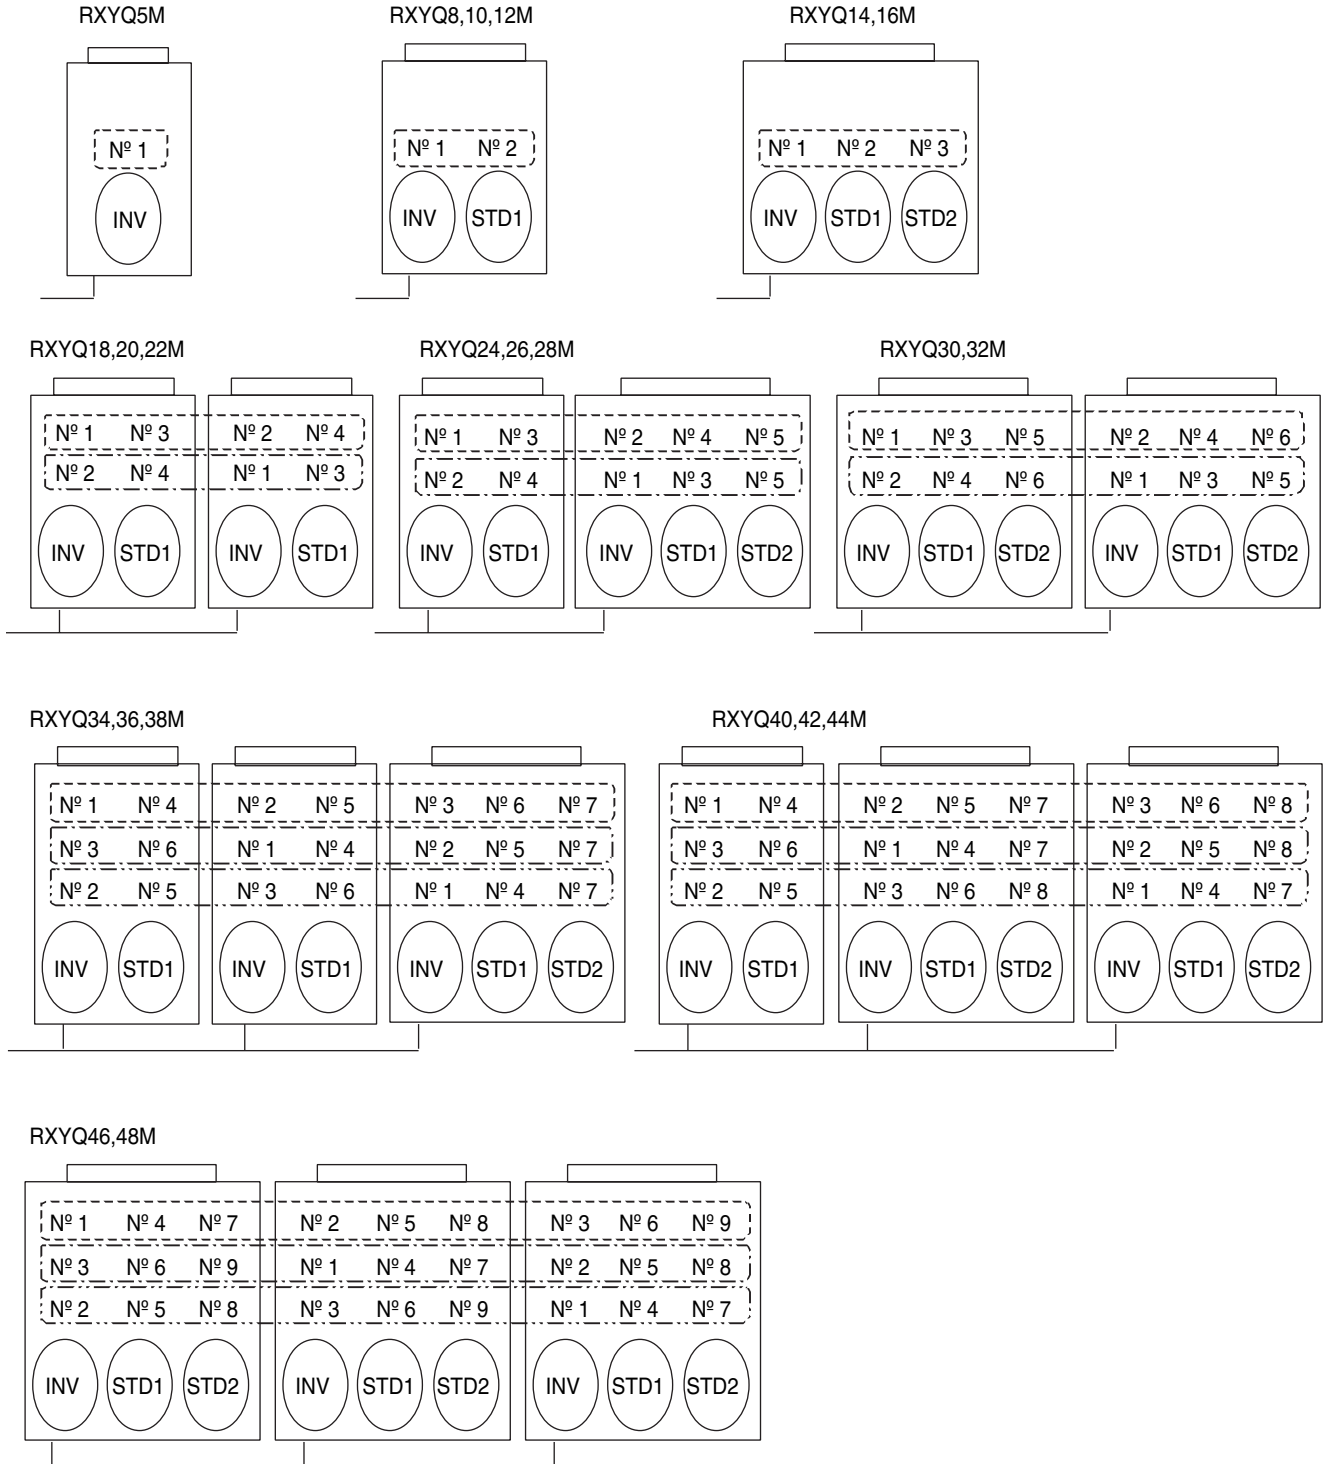 RXYQ5M RXYQ8,10,12M RXYQ14,16M
Nº 1 Nº 1 Nº 2 Nº 1 Nº 2 Nº 3
INV INV STD1 INV STD1 STD2
RXYQ18,20,22M RXYQ24,26,28M RXYQ30,32M
Nº 1 Nº 3 Nº 2 Nº 4 Nº 1 Nº 3 Nº 2 Nº 4 Nº 5 Nº 1 Nº 3 Nº 5 Nº 2 Nº 4 Nº 6
Nº 2 Nº 4 Nº 1 Nº 3 Nº 2 Nº 4 Nº 1 Nº 3 Nº 5 Nº 2 Nº 4 Nº 6 Nº 1 Nº 3 Nº 5
INV STD1 INV STD1 INV STD1 INV STD1 STD2 INV STD1 STD2 INV STD1 STD2
RXYQ34,36,38M RXYQ40,42,44M
Nº 1 Nº 4 Nº 2 Nº 5 Nº 3 Nº 6 Nº 7 Nº 1 Nº 4 Nº 2 Nº 5 Nº 7 Nº 3 Nº 6 Nº 8
Nº 3 Nº 6 Nº 1 Nº 4 Nº 2 Nº 5 Nº 7 Nº 3 Nº 6 Nº 1 Nº 4 Nº 7 Nº 2 Nº 5 Nº 8
Nº 2 Nº 5 Nº 3 Nº 6 Nº 1 Nº 4 Nº 7 Nº 2 Nº 5 Nº 3 Nº 6 Nº 8 Nº 1 Nº 4 Nº 7
INV STD1 INV STD1 INV STD1 STD2 INV STD1 INV STD1 STD2 INV STD1 STD2
RXYQ46,48M
Nº 1 Nº 4 Nº 7 Nº 2 Nº 5 Nº 8 Nº 3 Nº 6 Nº 9
Nº 3 Nº 6 Nº 9 Nº 1 Nº 4 Nº 7 Nº 2 Nº 5 Nº 8
Nº 2 Nº 5 Nº 8 Nº 3 Nº 6 Nº 9 Nº 1 Nº 4 Nº 7
INV STD1 STD2 INV STD1 STD2 INV STD1 STD2